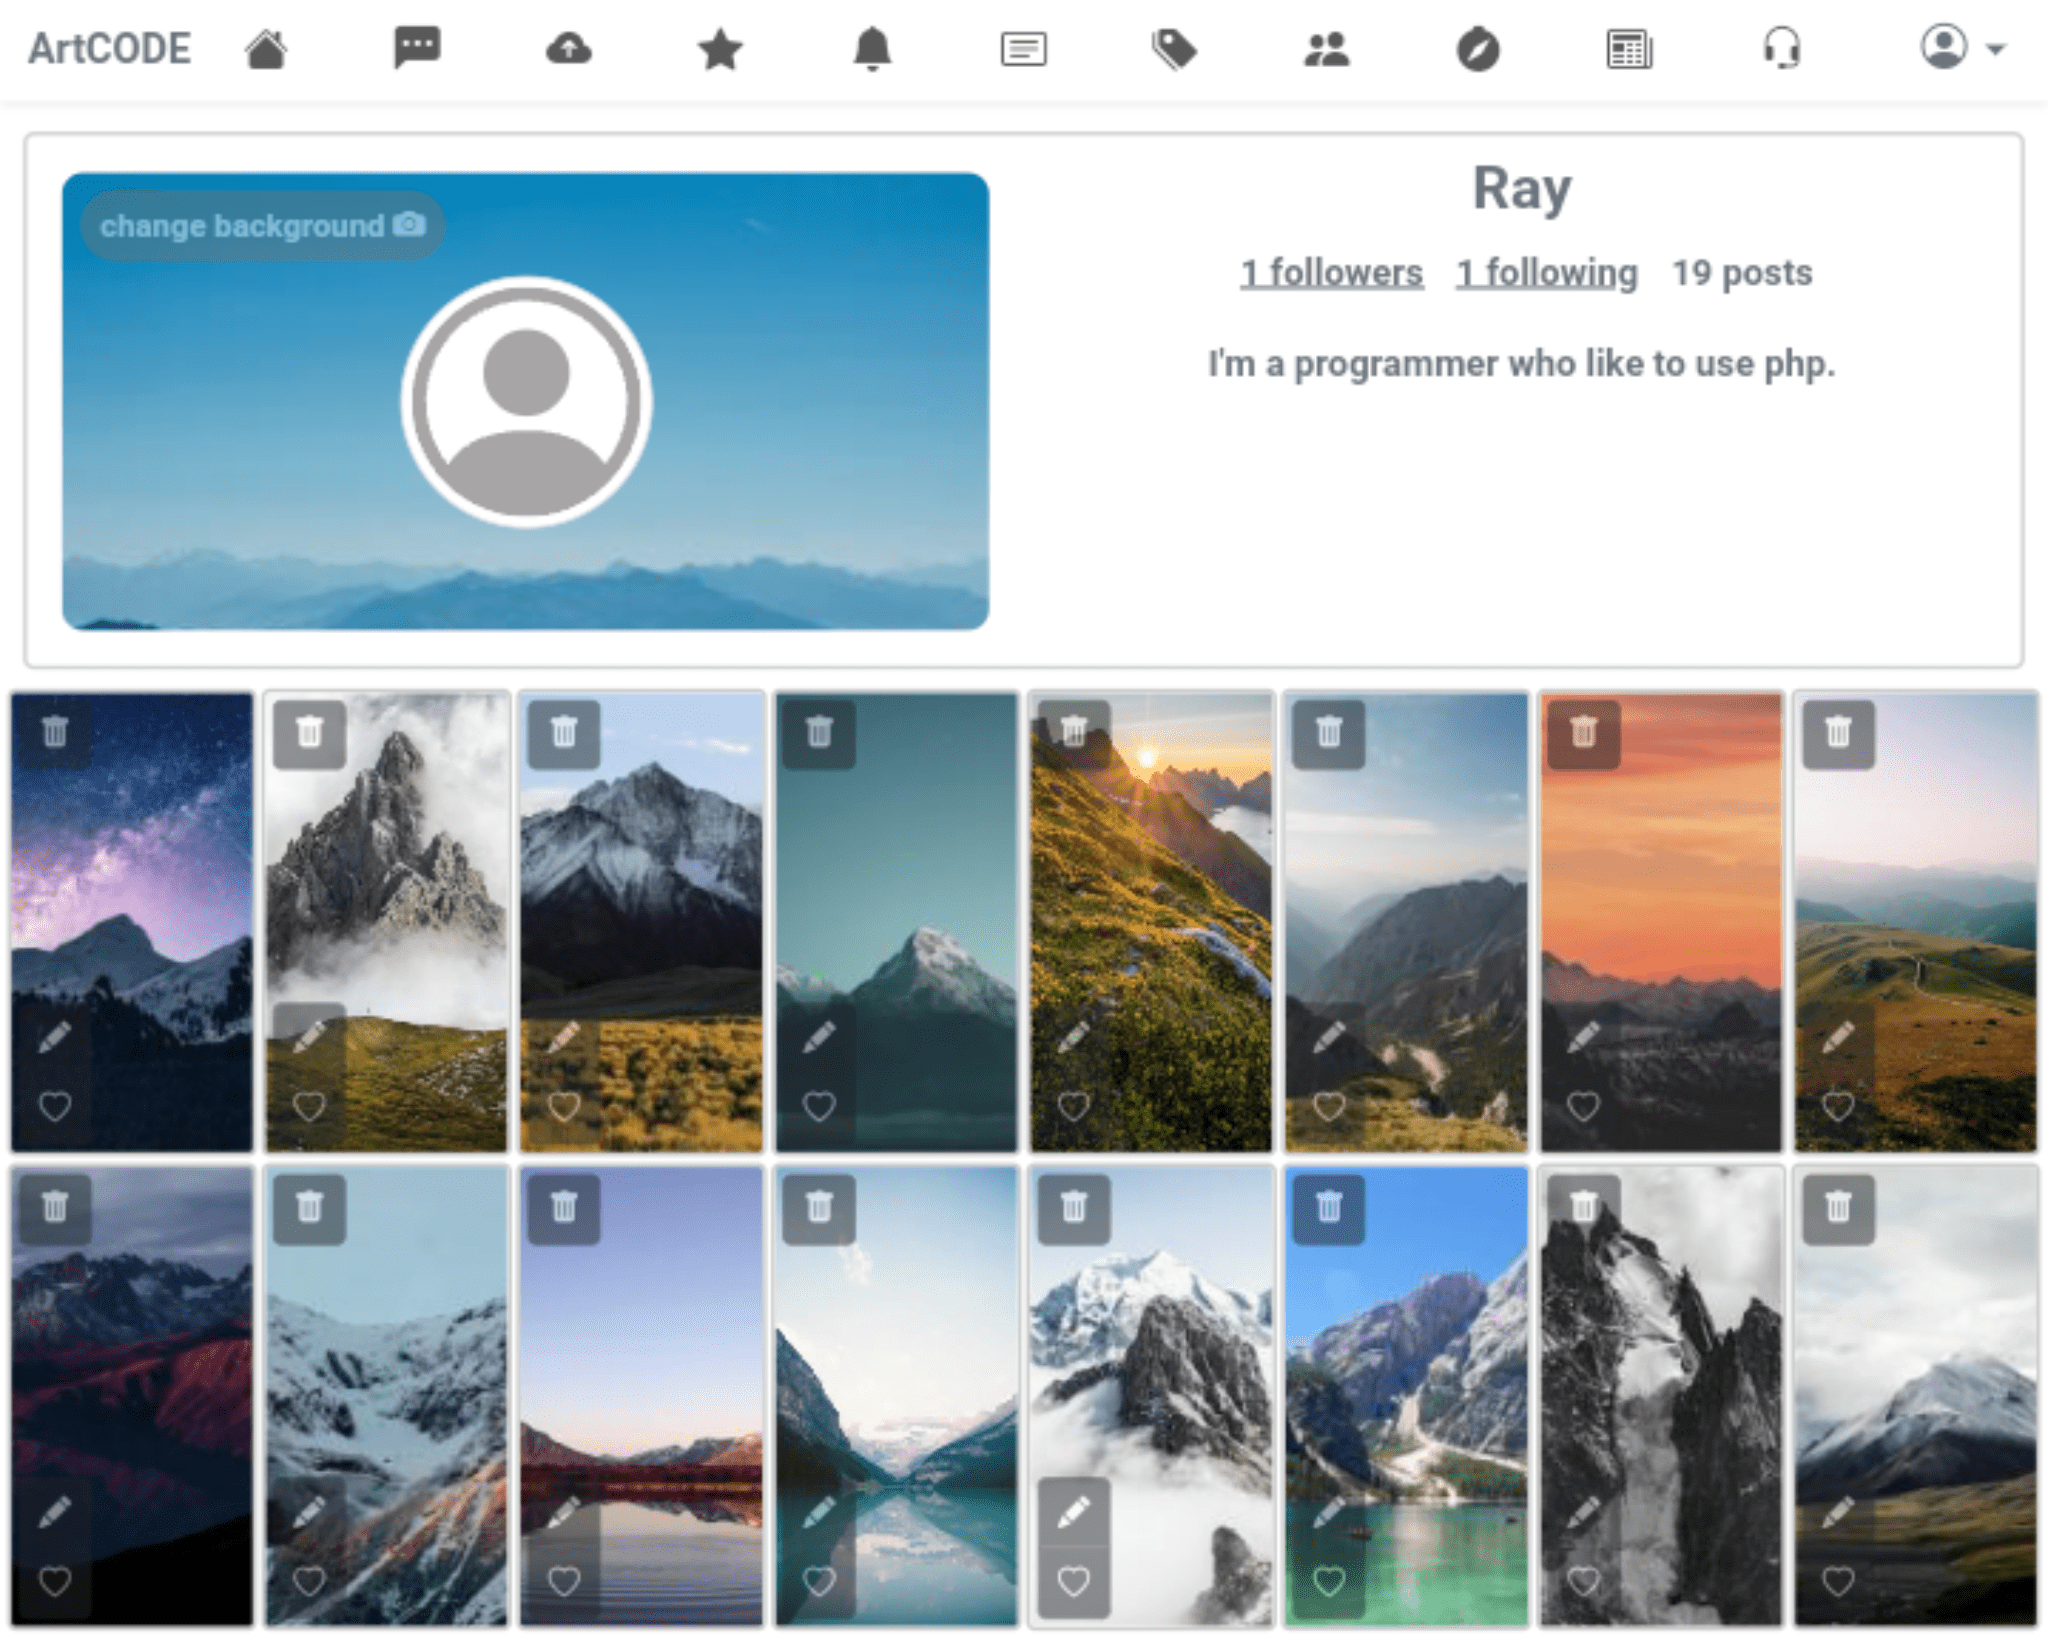 ArtCODE
change background
Ray
1 followers 1 following 19 posts
I'm a programmer who like to use php.